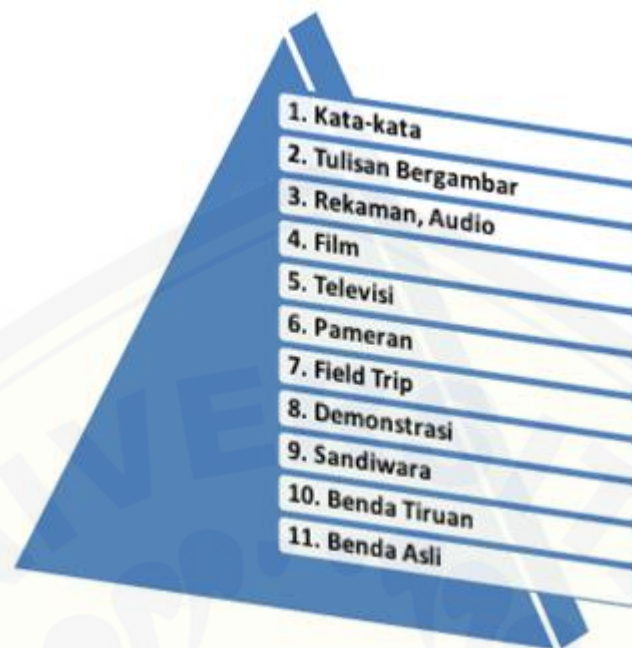 1. Kata-kata
2. Tulisan Bergambar
3. Rekaman, Audio
4. Film
5. Televisi
6. Pameran
7. Field Trip
8. Demonstrasi
9. Sandiwara
10. Benda Tiruan
11. Benda Asli